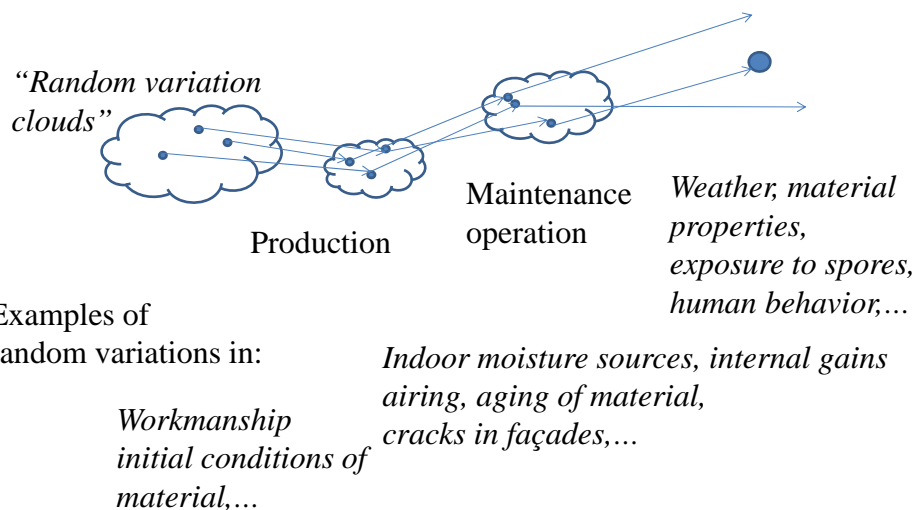 “Random variation
clouds”
Production
Maintenance
operation
Weather, material
properties,
exposure to spores,
human behavior,…
Examples of
random variations in:
Indoor moisture sources, internal gains
airing, aging of material,
cracks in façades,…
Workmanship
initial conditions of
material,…